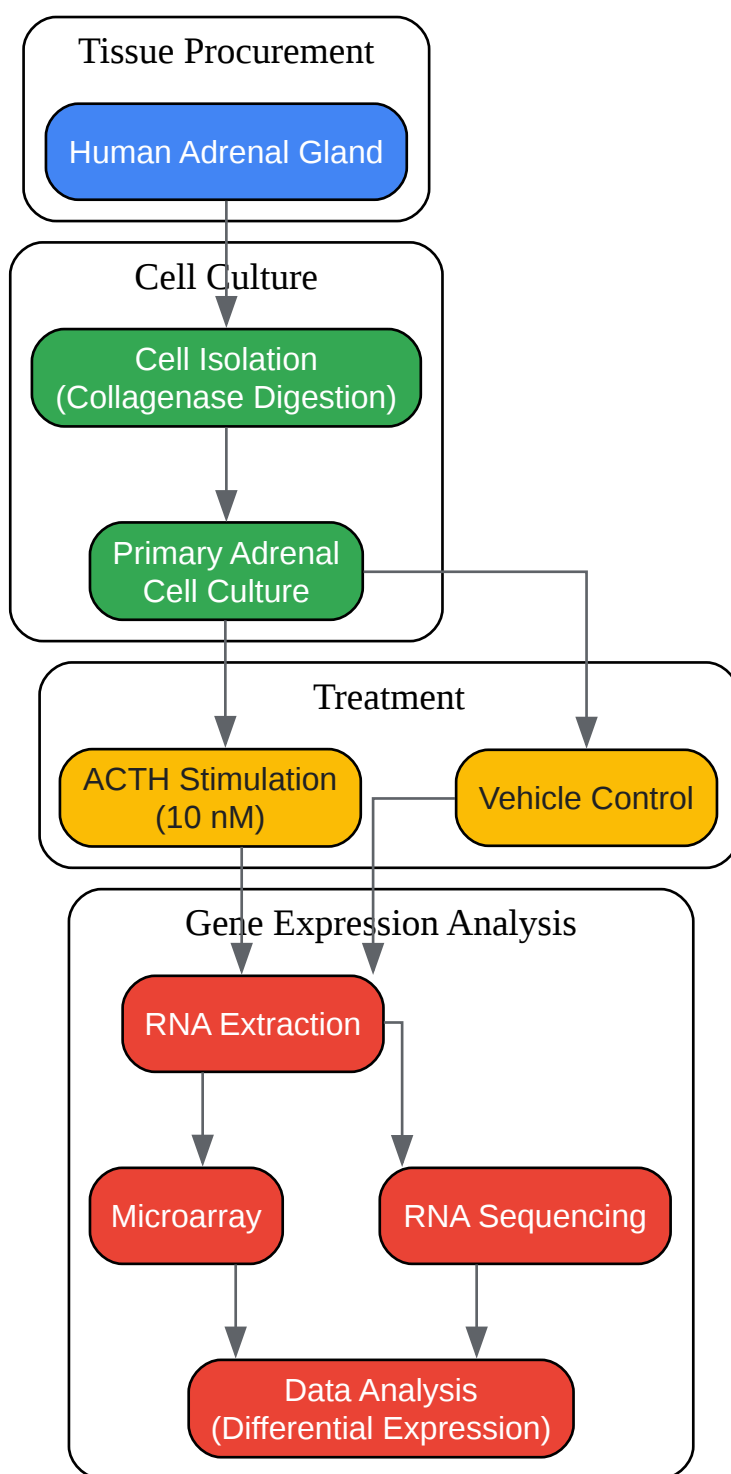 Tissue Procurement
Human Adrenal Gland
Cell Culture
Cell Isolation
(Collagenase Digestion)
Primary Adrenal
Cell Culture
Treatment
ACTH Stimulation
(10 nM)
Vehicle Control
Gene Expression Analysis
RNA Extraction
Microarray
RNA Sequencing
Data Analysis
(Differential Expression)